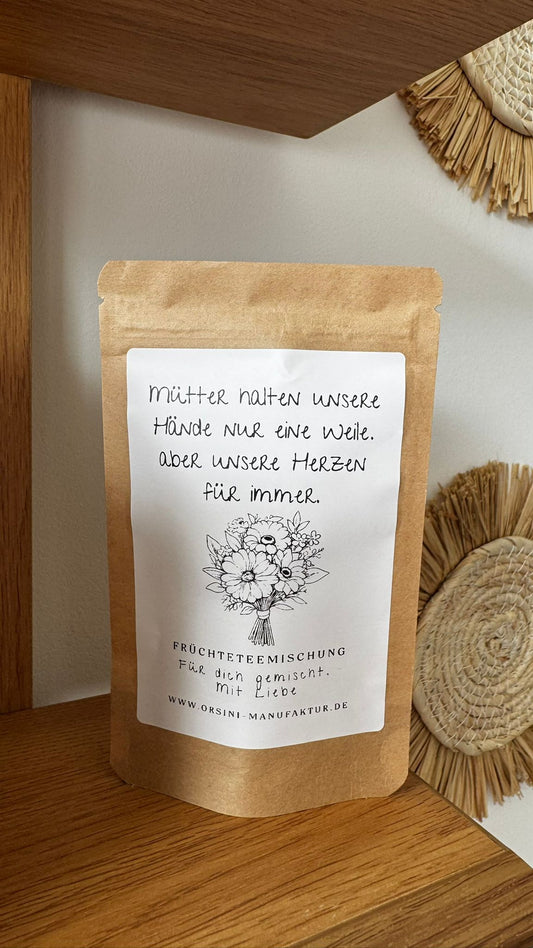 Mütter halten unsere
Hände nur eine Weile.
aber unsere Herzen
für immer.
FRÜCHTETEEMISCHUNG
Für dich gemischt.
Mit Liebe
WWW.ORSINI-MANUFAKTUR.DE